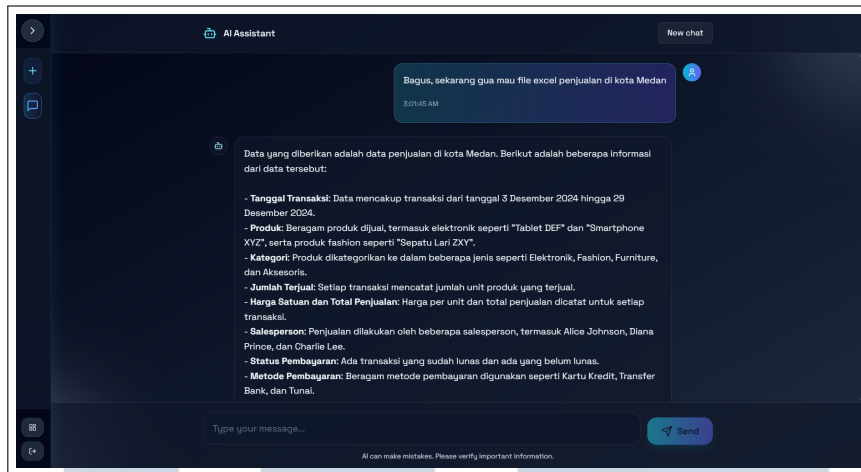 AI Assistant
New chat
Bagus, sekarang gua mau file excel penjualan di kota Medan
3:01:45 AM
Data yang diberikan adalah data penjualan di kota Medan. Berikut adalah beberapa informasi
dari data tersebut:
- Tanggal Transaksi: Data mencakup transaksi dari tanggal 3 Desember 2024 hingga 29
Desember 2024.
- Produk: Beragam produk dijual, termasuk elektronik seperti "Tablet DEF" dan "Smartphone
XYZ", serta produk fashion seperti "Sepatu Lari ZXY".
- Kategori: Produk dikategorikan ke dalam beberapa jenis seperti Elektronik, Fashion, Furniture,
dan Aksesoris.
- Jumlah Terjual: Setiap transaksi mencatat jumlah unit produk yang terjual.
- Harga Satuan dan Total Penjualan: Harga per unit dan total penjualan dicatat untuk setiap
transaksi.
- Salesperson: Penjualan dilakukan oleh beberapa salesperson, termasuk Alice Johnson, Diana
Prince, dan Charlie Lee.
- Status Pembayaran: Ada transaksi yang sudah lunas dan ada yang belum lunas.
- Metode Pembayaran: Beragam metode pembayaran digunakan seperti Kartu Kredit, Transfer
Bank, dan Tunai.
Type your message...
Send
AI can make mistakes. Please verify important information.